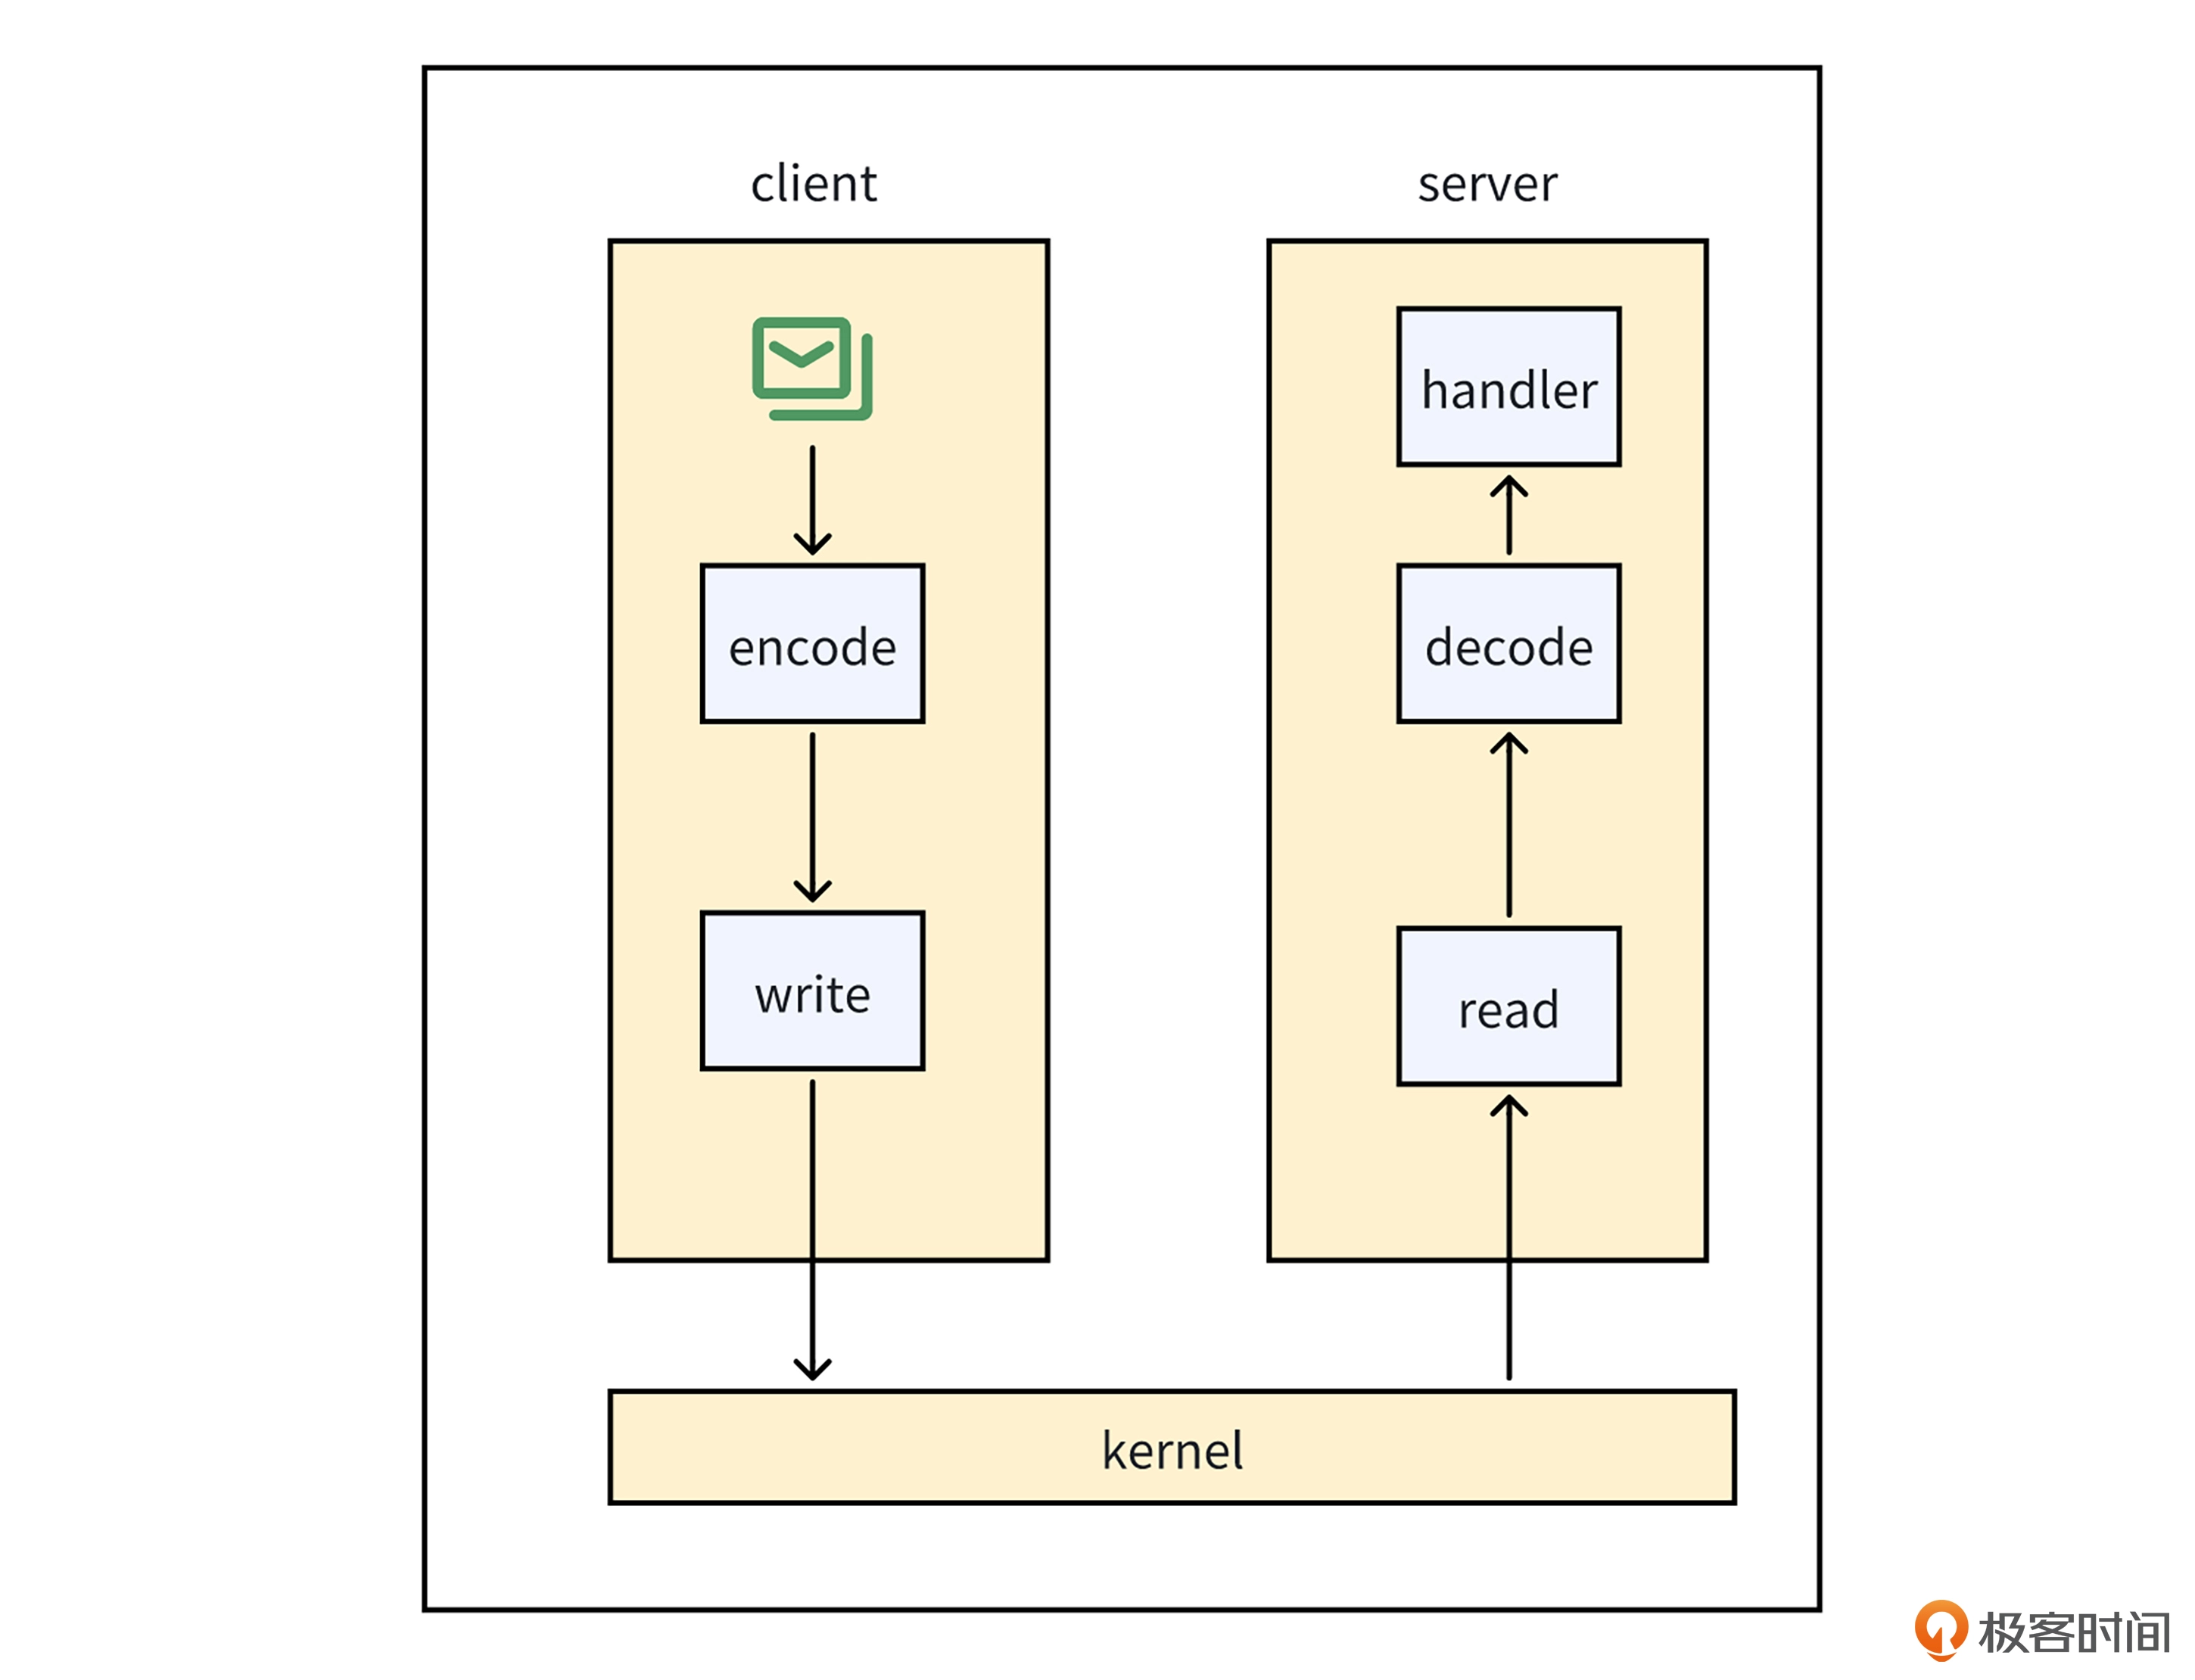 client
server
handler
encode
decode
write
read
kernel
极客时间